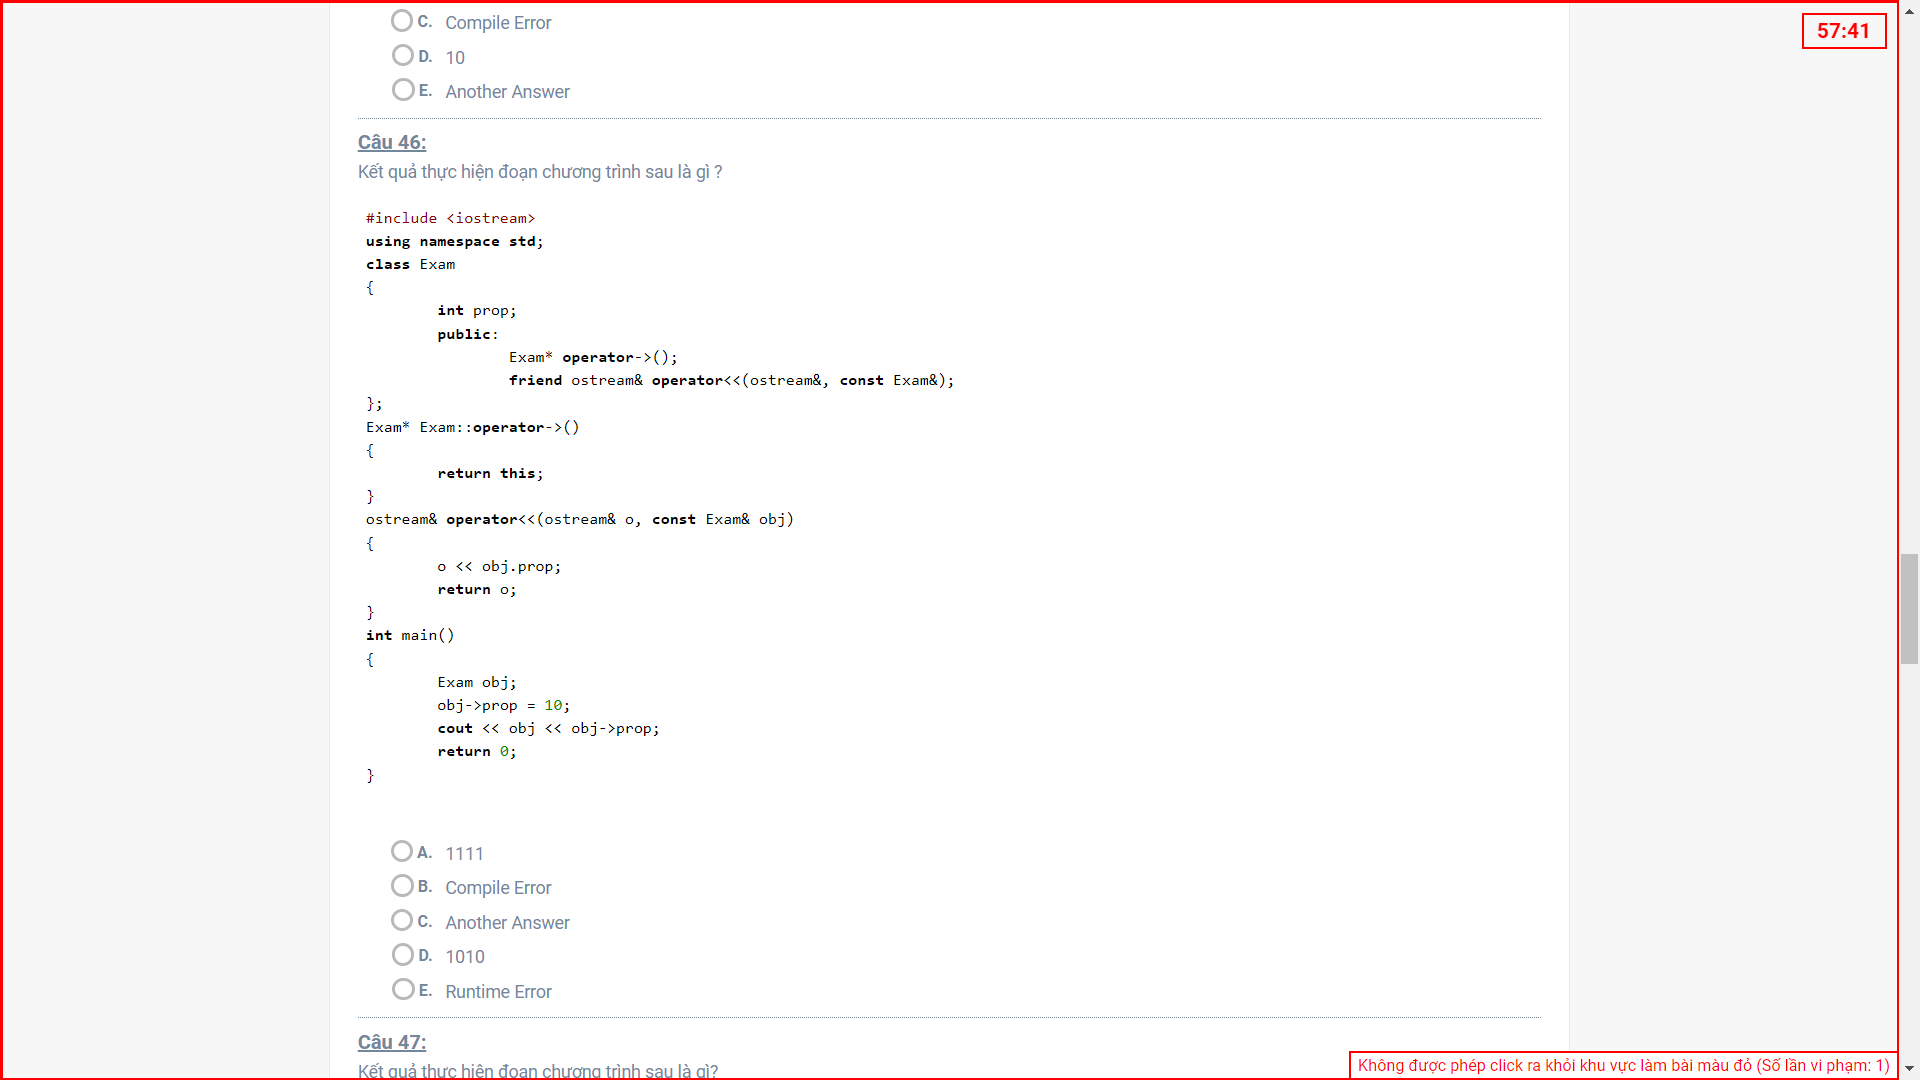 C. Compile Error
57:41
D. 10
E. Another Answer
Câu 46:
Kết quả thực hiện đoạn chương trình sau là gì ?
#include <iostream>
using namespace std;
class Exam
{
int prop;
public:
Exam* operator->();
friend ostream& operator<<(ostream&, const Exam&);
};
Exam* Exam::operator->()
{
return this;
}
ostream& operator<<(ostream& o, const Exam& obj)
{
o << obj.prop;
return o;
}
int main()
{
Exam obj;
obj->prop = 10;
cout << obj << obj->prop;
return 0;
}
A. 1111
B. Compile Error
C. Another Answer
D. 1010
E. Runtime Error
Câu 47:
Kết quả thực hiện đoạn chương trình sau là gì?
Không được phép click ra khỏi khu vực làm bài màu đỏ (Số lần vi phạm: 1)